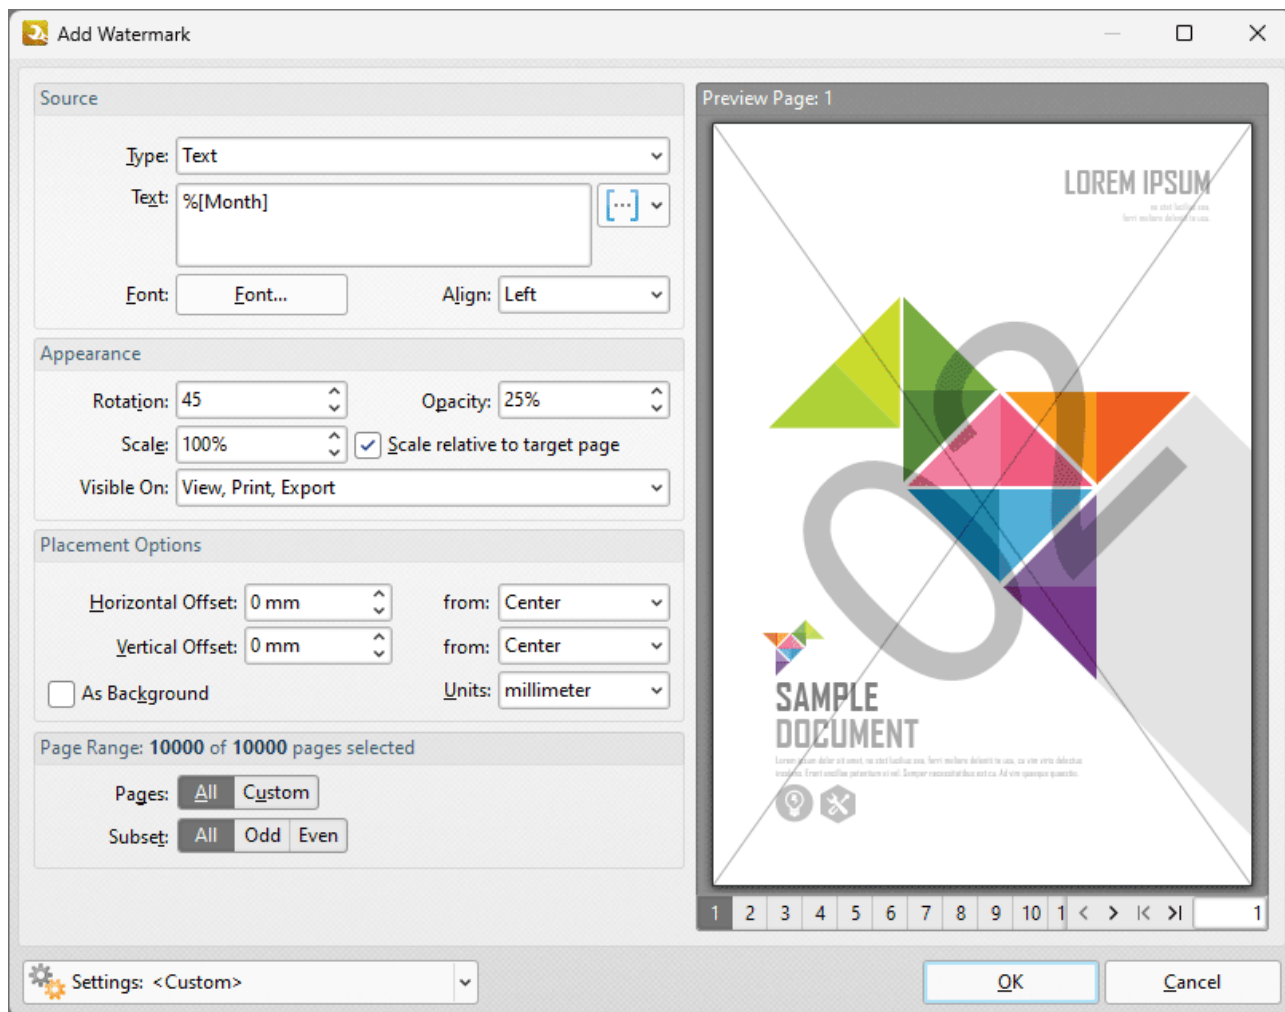 Add Watermark
Source
Type: Text
Text: %[Month]
Font: Font... Align: Left
Appearance
Rotation: 45 Opacity: 25%
Scale: 100% Scale relative to target page
Visible On: View, Print, Export
Placement Options
Horizontal Offset: 0 mm from: Center
Vertical Offset: 0 mm from: Center
As Background Units: millimeter
Page Range: 10000 of 10000 pages selected
Pages: All Custom
Subset: All Odd Even
Preview Page: 1
LOREM IPSUM
02
SAMPLE
DOCUMENT
1 2 3 4 5 6 7 8 9 10 1 1
Settings: <Custom>
OK Cancel